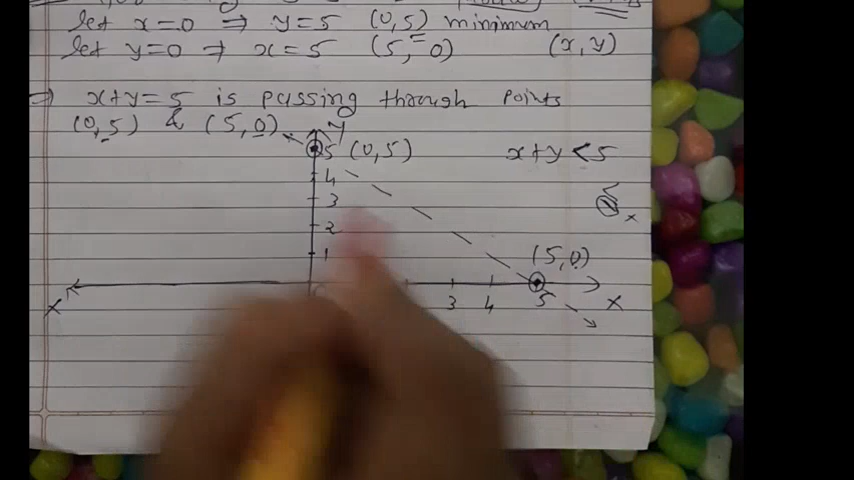 let x=0 ⇒ y=5 (0,5) minimum
let y=0 ⇒ x=5 (5,0) (x,y)
⇒ x+y=5 is passing through points
(0,5) & (5,0)
y
5 (0,5) x+y<5
4
3
2
1
(5,0)
3 4 5 X
X